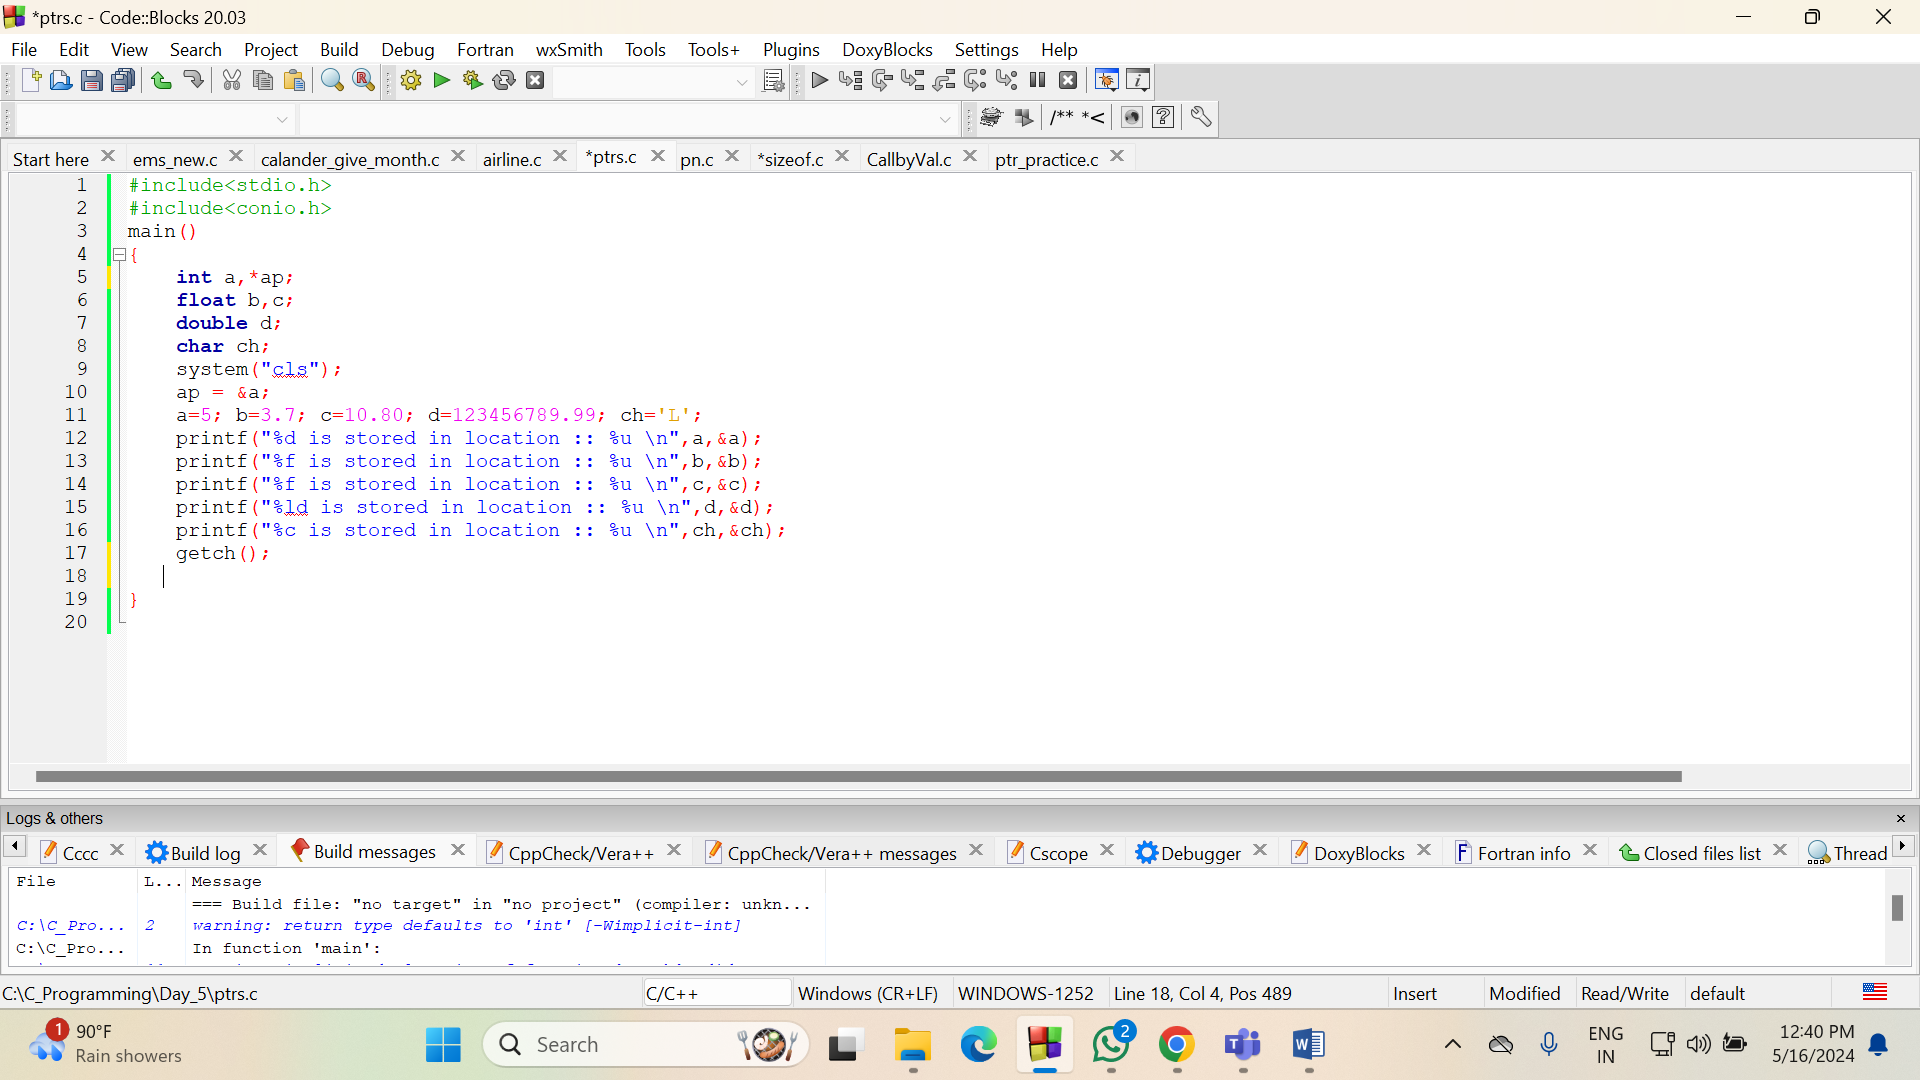 *ptrs.c - Code::Blocks 20.03
File Edit View Search Project Build Debug Fortran wxSmith Tools Tools+ Plugins DoxyBlocks Settings Help
/** *<
Start here ems_new.c calander_give_month.c airline.c *ptrs.c pn.c *sizeof.c CallbyVal.c ptr_practice.c
1 #include<stdio.h>
2 #include<conio.h>
3 main()
4 {
5 int a,*ap;
6 float b,c;
7 double d;
8 char ch;
9 system("cls");
10 ap = &a;
11 a=5; b=3.7; c=10.80; d=123456789.99; ch='L';
12 printf("%d is stored in location :: %u \n",a,&a);
13 printf("%f is stored in location :: %u \n",b,&b);
14 printf("%f is stored in location :: %u \n",c,&c);
15 printf("%ld is stored in location :: %u \n",d,&d);
16 printf("%c is stored in location :: %u \n",ch,&ch);
17 getch();
18
19 }
20
Logs & others
Cccc Build log Build messages CppCheck/Vera++ CppCheck/Vera++ messages Cscope Debugger DoxyBlocks Fortran info Closed files list Thread
File L... Message
=== Build file: "no target" in "no project" (compiler: unkn...
C:\C_Pro... 2 warning: return type defaults to 'int' [-Wimplicit-int]
C:\C_Pro... In function 'main':
C:\C_Programming\Day_5\ptrs.c C/C++ Windows (CR+LF) WINDOWS-1252 Line 18, Col 4, Pos 489 Insert Modified Read/Write default
1 90°F
Rain showers
Search
2
ENG
IN
12:40 PM
5/16/2024